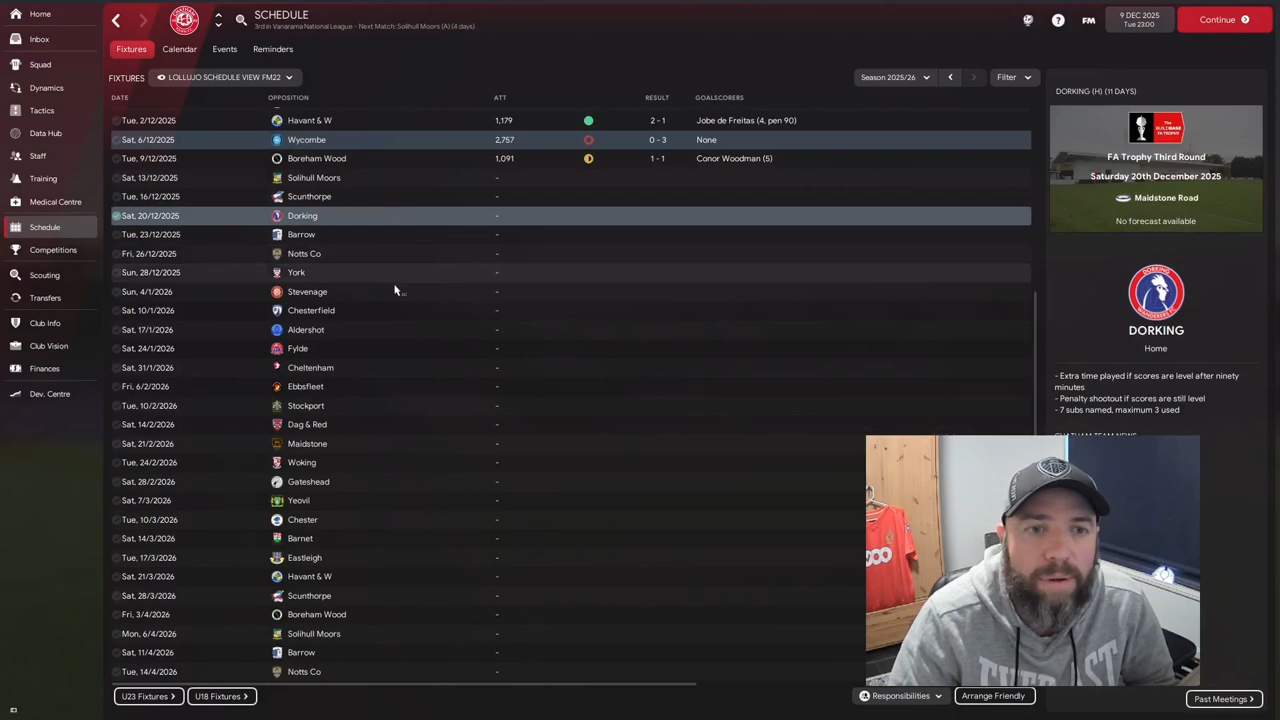 Home
Inbox
Squad
Dynamics
Tactics
Data Hub
Staff
Training
Medical Centre
Schedule
Competitions
Scouting
Transfers
Club Info
Club Vision
Finances
Dev. Centre
SCHEDULE
3rd in Vanarama National League - Next Match: Solihull Moors (A) (4 days)
?
FM
9 DEC 2025
Tue 23:00
Continue
Fixtures Calendar Events Reminders
FIXTURES LOLLUJO SCHEDULE VIEW FM22 Season 2025/26 Filter
DATE OPPOSITION ATT RESULT GOALSCORERS
Tue, 2/12/2025 Havant & W 1,179 2 - 1 Jobe de Freitas (4, pen 90)
Sat, 6/12/2025 Wycombe 2,757 0 - 3 None
Tue, 9/12/2025 Boreham Wood 1,091 1 - 1 Conor Woodman (5)
Sat, 13/12/2025 Solihull Moors -
Tue, 16/12/2025 Scunthorpe -
Sat, 20/12/2025 Dorking -
Tue, 23/12/2025 Barrow -
Fri, 26/12/2025 Notts Co -
Sun, 28/12/2025 York -
Sun, 4/1/2026 Stevenage -
Sat, 10/1/2026 Chesterfield -
Sat, 17/1/2026 Aldershot -
Sat, 24/1/2026 Fylde -
Sat, 31/1/2026 Cheltenham -
Fri, 6/2/2026 Ebbsfleet -
Tue, 10/2/2026 Stockport -
Sat, 14/2/2026 Dag & Red -
Sat, 21/2/2026 Maidstone -
Tue, 24/2/2026 Woking -
Sat, 28/2/2026 Gateshead -
Sat, 7/3/2026 Yeovil -
Tue, 10/3/2026 Chester -
Sat, 14/3/2026 Barnet -
Tue, 17/3/2026 Eastleigh -
Sat, 21/3/2026 Havant & W -
Sat, 28/3/2026 Scunthorpe -
Fri, 3/4/2026 Boreham Wood -
Mon, 6/4/2026 Solihull Moors -
Sat, 11/4/2026 Barrow -
Tue, 14/4/2026 Notts Co -
U23 Fixtures U18 Fixtures
Responsibilities Arrange Friendly
Past Meetings
DORKING (H) (11 DAYS)
FA Trophy Third Round
Saturday 20th December 2025
Maidstone Road
No forecast available
DORKING
Home
- Extra time played if scores are level after ninety
minutes
- Penalty shootout if scores are still level
- 7 subs named, maximum 3 used
CHATHAM TEAM NEWS